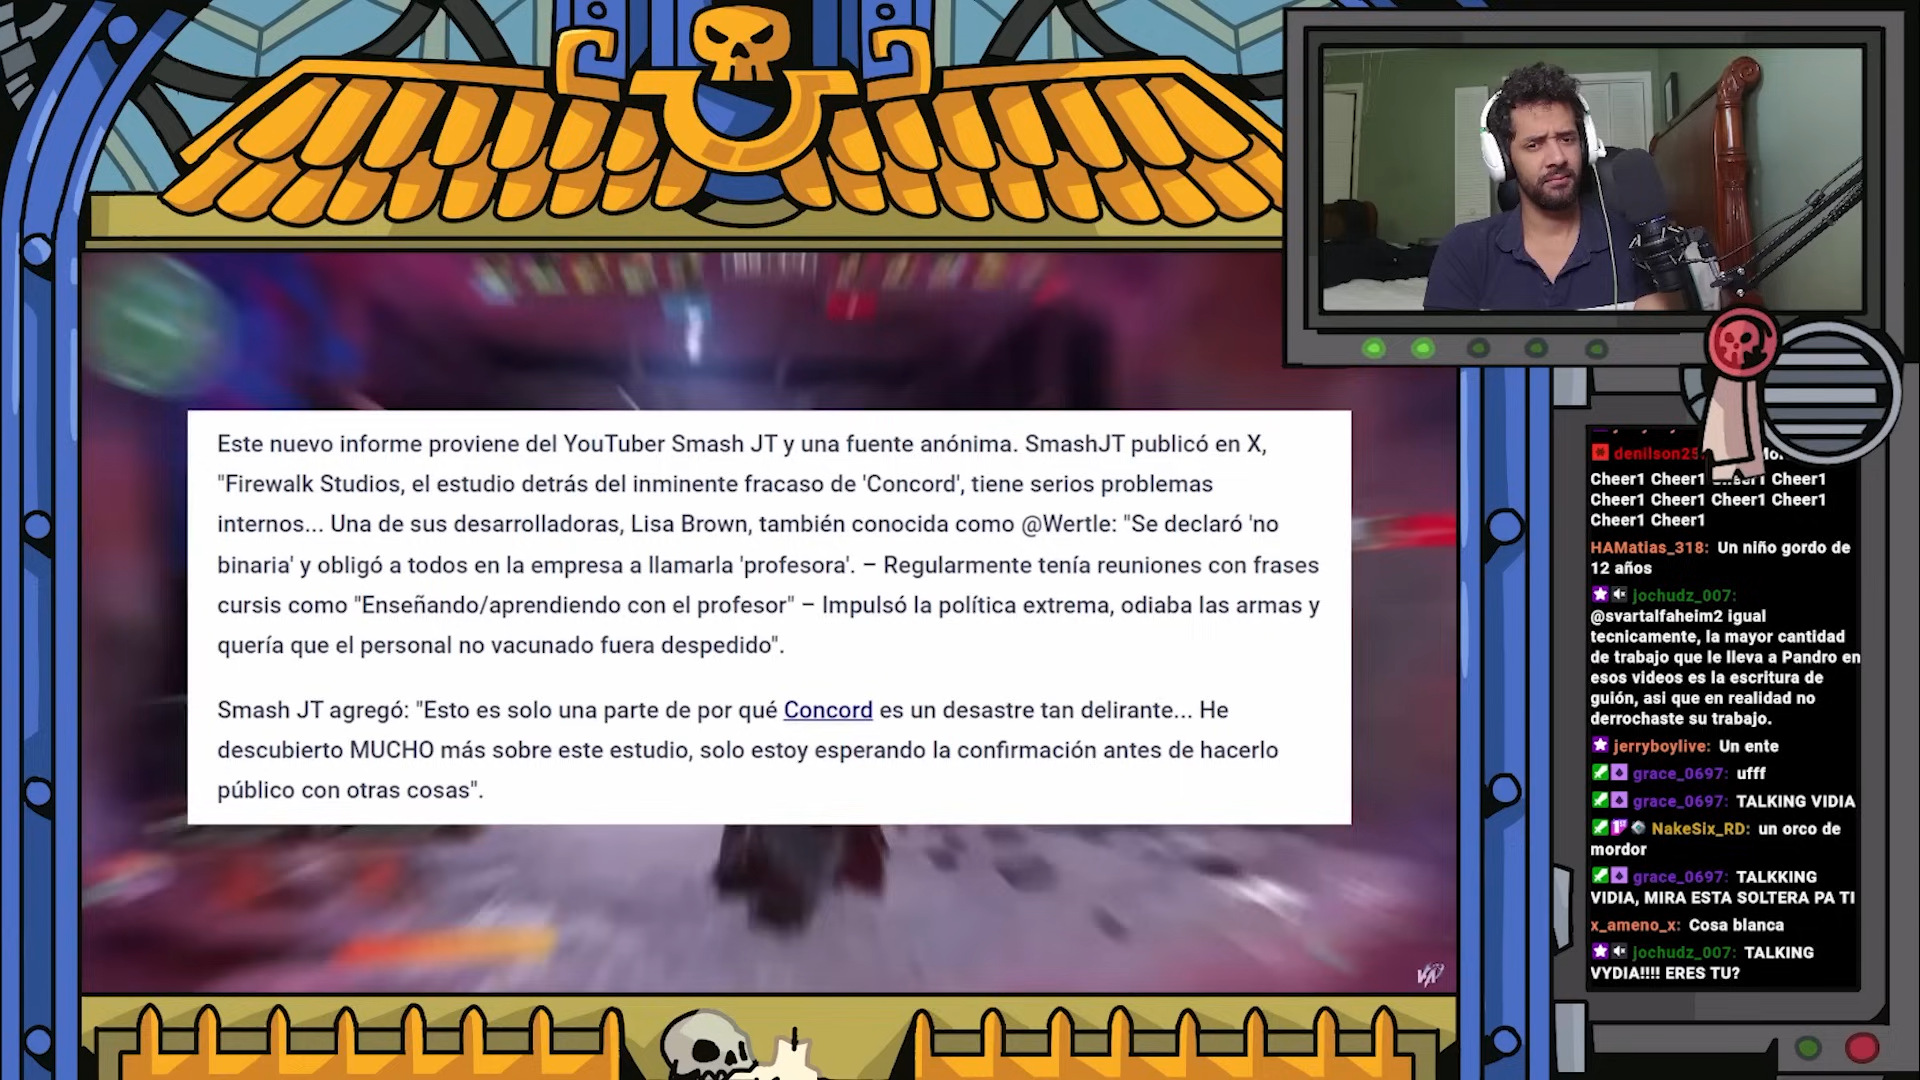 Este nuevo informe proviene del YouTuber Smash JT y una fuente anónima. SmashJT publicó en X,
"Firewalk Studios, el estudio detrás del inminente fracaso de 'Concord', tiene serios problemas
internos... Una de sus desarrolladoras, Lisa Brown, también conocida como @Wertle: "Se declaró 'no
binaria' y obligó a todos en la empresa a llamarla 'profesora'. – Regularmente tenía reuniones con frases
cursis como "Enseñando/aprendiendo con el profesor" – Impulsó la política extrema, odiaba las armas y
quería que el personal no vacunado fuera despedido".
Smash JT agregó: "Esto es solo una parte de por qué Concord es un desastre tan delirante... He
descubierto MUCHO más sobre este estudio, solo estoy esperando la confirmación antes de hacerlo
público con otras cosas".
denilson25
Cheer1 Cheer1 Cheer1 Cheer1
Cheer1 Cheer1 Cheer1 Cheer1
Cheer1 Cheer1
HAMatias_318: Un niño gordo de
12 años
jochudz_007:
@svartalfaheim2 igual
tecnicamente, la mayor cantidad
de trabajo que le lleva a Pandro en
esos videos es la escritura de
guión, asi que en realidad no
derrochaste su trabajo.
jerryboylive: Un ente
grace_0697: ufff
grace_0697: TALKING VIDIA
NakeSix_RD: un orco de
mordor
grace_0697: TALKKING
VIDIA, MIRA ESTA SOLTERA PA TI
x_ameno_x: Cosa blanca
jochudz_007: TALKING
VYDIA!!!! ERES TU?